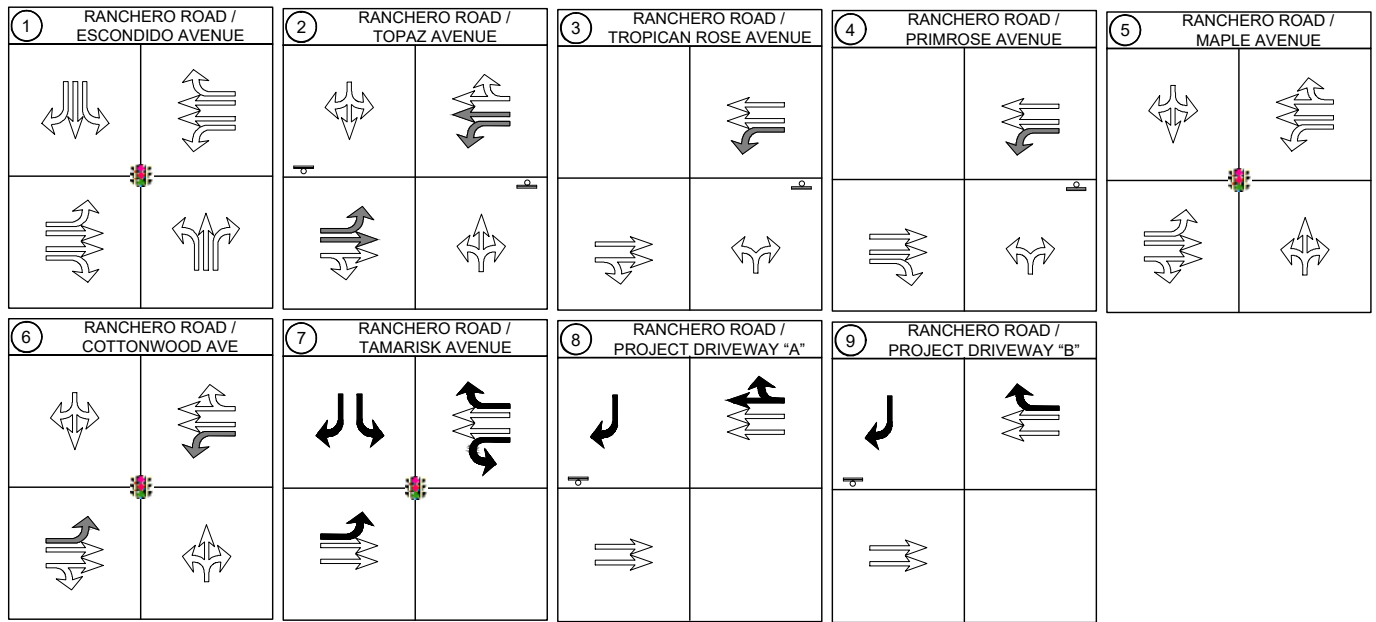 1
RANCHERO ROAD /
ESCONDIDO AVENUE
2
RANCHERO ROAD /
TOPAZ AVENUE
3
RANCHERO ROAD /
TROPICAN ROSE AVENUE
4
RANCHERO ROAD /
PRIMROSE AVENUE
5
RANCHERO ROAD /
MAPLE AVENUE
6
RANCHERO ROAD /
COTTONWOOD AVE
7
RANCHERO ROAD /
TAMARISK AVENUE
8
RANCHERO ROAD /
PROJECT DRIVEWAY “A”
9
RANCHERO ROAD /
PROJECT DRIVEWAY “B”